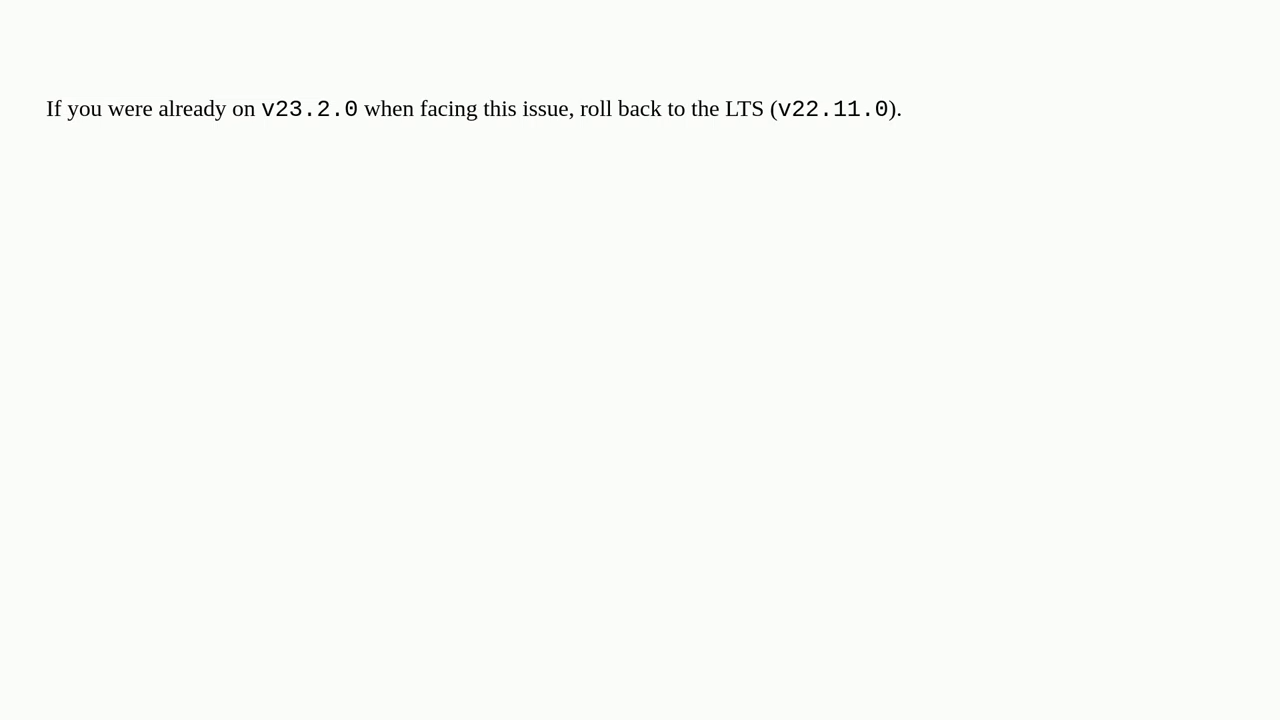 If you were already on v23.2.0 when facing this issue, roll back to the LTS (v22.11.0).